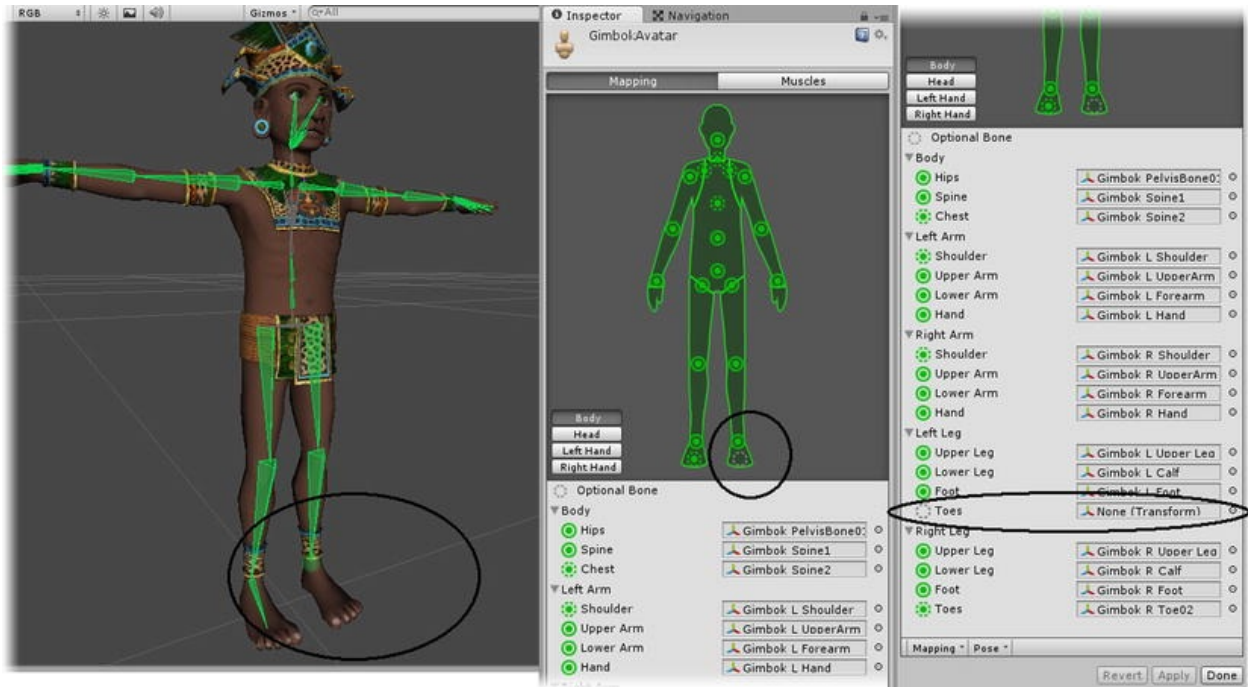 RGB
Gizmos
All
Inspector
Navigation
Gimbok:Avatar
Mapping Muscles
Body
Head
Left Hand
Right Hand
Optional Bone
Body
Hips Gimbok PelvisBone0
Spine Gimbok Spine1
Chest Gimbok Spine2
Left Arm
Shoulder Gimbok L Shoulder
Upper Arm Gimbok L UpperArm
Lower Arm Gimbok L Forearm
Hand Gimbok L Hand
Body
Head
Left Hand
Right Hand
Optional Bone
Body
Hips Gimbok PelvisBone0
Spine Gimbok Spine1
Chest Gimbok Spine2
Left Arm
Shoulder Gimbok L Shoulder
Upper Arm Gimbok L UpperArm
Lower Arm Gimbok L Forearm
Hand Gimbok L Hand
Right Arm
Shoulder Gimbok R Shoulder
Upper Arm Gimbok R UpperArm
Lower Arm Gimbok R Forearm
Hand Gimbok R Hand
Left Leg
Upper Leg Gimbok L Upper Leg
Lower Leg Gimbok L Calf
Foot Gimbok L Foot
Toes None (Transform)
Right Leg
Upper Leg Gimbok R Upper Leg
Lower Leg Gimbok R Calf
Foot Gimbok R Foot
Toes Gimbok R Toe02
Mapping Pose
Revert Apply Done